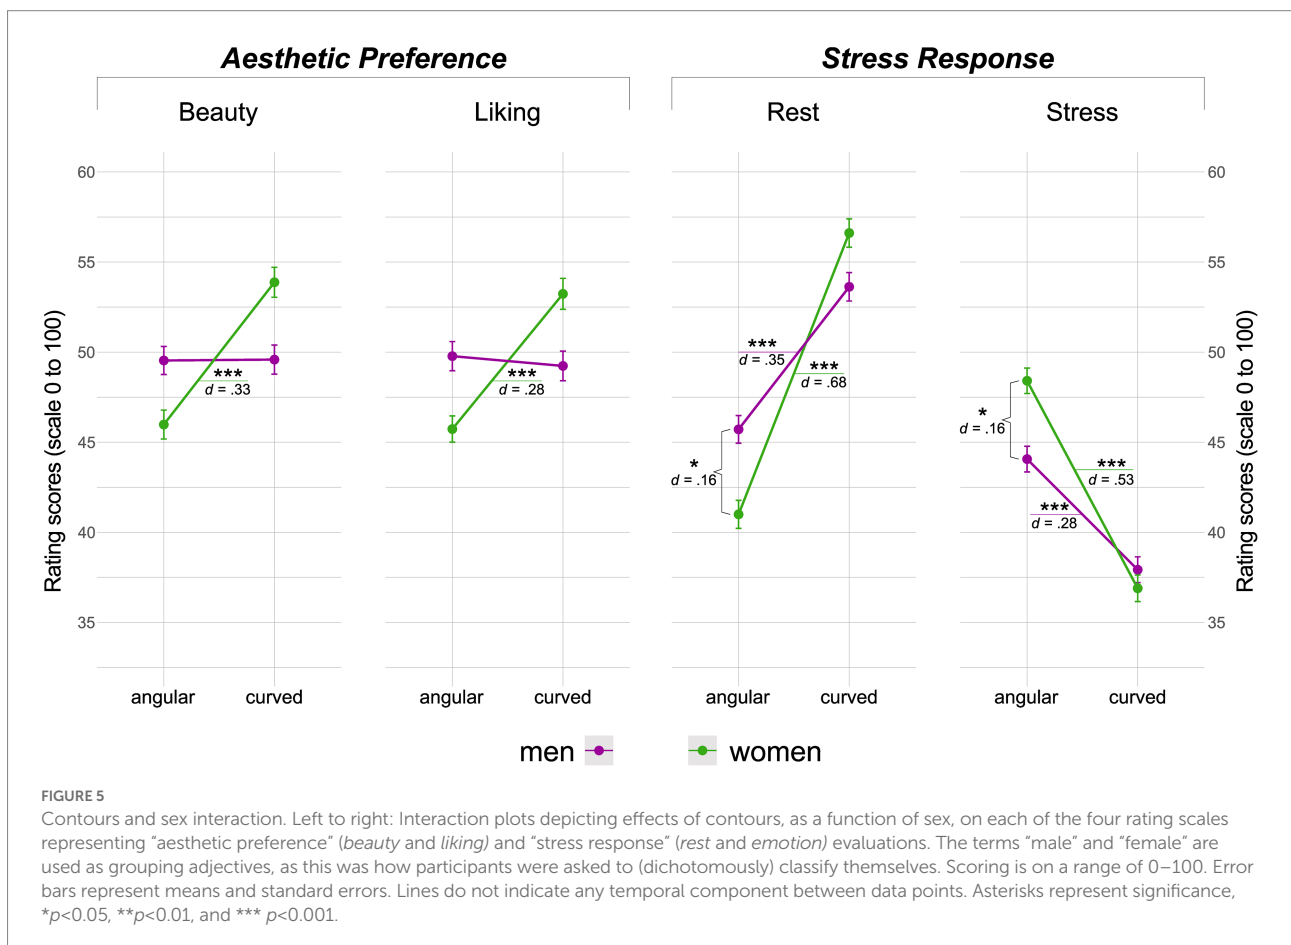 Aesthetic Preference
Stress Response
Beauty
Liking
Rest
Stress
Rating scores (scale 0 to 100)
60
55
50
45
40
35
***
d = .33
***
d = .28
***
d = .35
***
d = .68
*
d = .16
*
d = .16
***
d = .53
***
d = .28
60
55
50
45
40
35
Rating scores (scale 0 to 100)
angular curved
angular curved
angular curved
angular curved
men
women
FIGURE 5
Contours and sex interaction. Left to right: Interaction plots depicting effects of contours, as a function of sex, on each of the four rating scales
representing “aesthetic preference” (beauty and liking) and “stress response” (rest and emotion) evaluations. The terms “male” and “female” are
used as grouping adjectives, as this was how participants were asked to (dichotomously) classify themselves. Scoring is on a range of 0–100. Error
bars represent means and standard errors. Lines do not indicate any temporal component between data points. Asterisks represent significance,
*p<0.05, **p<0.01, and *** p<0.001.